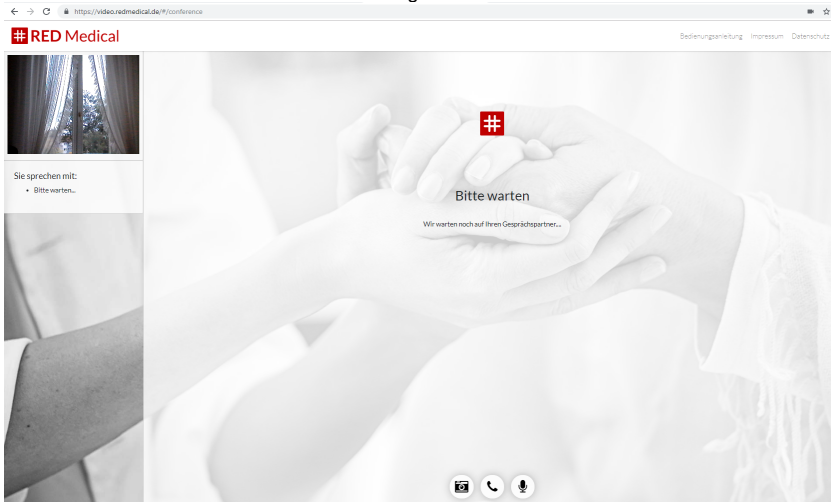 https://video.redmedical.de/#/conference
RED Medical
Bedienungsanleitung Impressum Datenschutz
Sie sprechen mit:
Bitte warten...
Bitte warten
Wir warten noch auf Ihren Gesprächspartner...